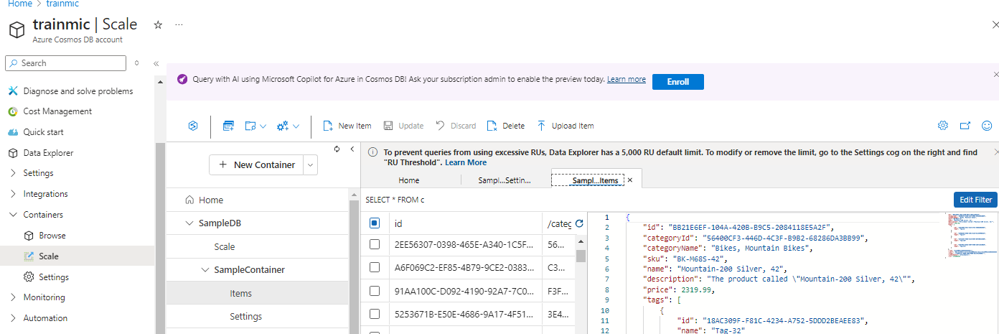 Home > trainmic
trainmic | Scale ☆ ...
Azure Cosmos DB account
Search
«
Diagnose and solve problems
Cost Management
Quick start
Data Explorer
Settings
Integrations
Containers
Browse
Scale
Settings
Monitoring
Automation
Query with AI using Microsoft Copilot for Azure in Cosmos DB! Ask your subscription admin to enable the preview today. Learn more Enroll
New Item Update Discard Delete Upload Item
+ New Container
Home
SampleDB
Scale
SampleContainer
Items
Settings
To prevent queries from using excessive RUs, Data Explorer has a 5,000 RU default limit. To modify or remove the limit, go to the Settings cog on the right and find
"RU Threshold". Learn More
Home Sampl...Settin... Sampl...Items
SELECT * FROM c Edit Filter
id /categ
2EE56307-0398-465E-A340-1C5F... 56...
A6F069C2-EF85-4B79-9CE2-0383... C3...
91AA100C-D092-4190-92A7-7C0... F3F...
5253671B-E50E-4686-9A17-4F51... 3E4...
1 {
2 "id": "BB21E6EF-104A-420B-B9C5-2084118E5A2F",
3 "categoryId": "56400CF3-446D-4C3F-B9B2-68286DA3BB99",
4 "categoryName": "Bikes, Mountain Bikes",
5 "sku": "BK-M68S-42",
6 "name": "Mountain-200 Silver, 42",
7 "description": "The product called \"Mountain-200 Silver, 42\"",
8 "price": 2319.99,
9 "tags": [
10 {
11 "id": "18AC309F-F81C-4234-A752-5DDD2BEAEE83",
12 "name": "Tag-32"